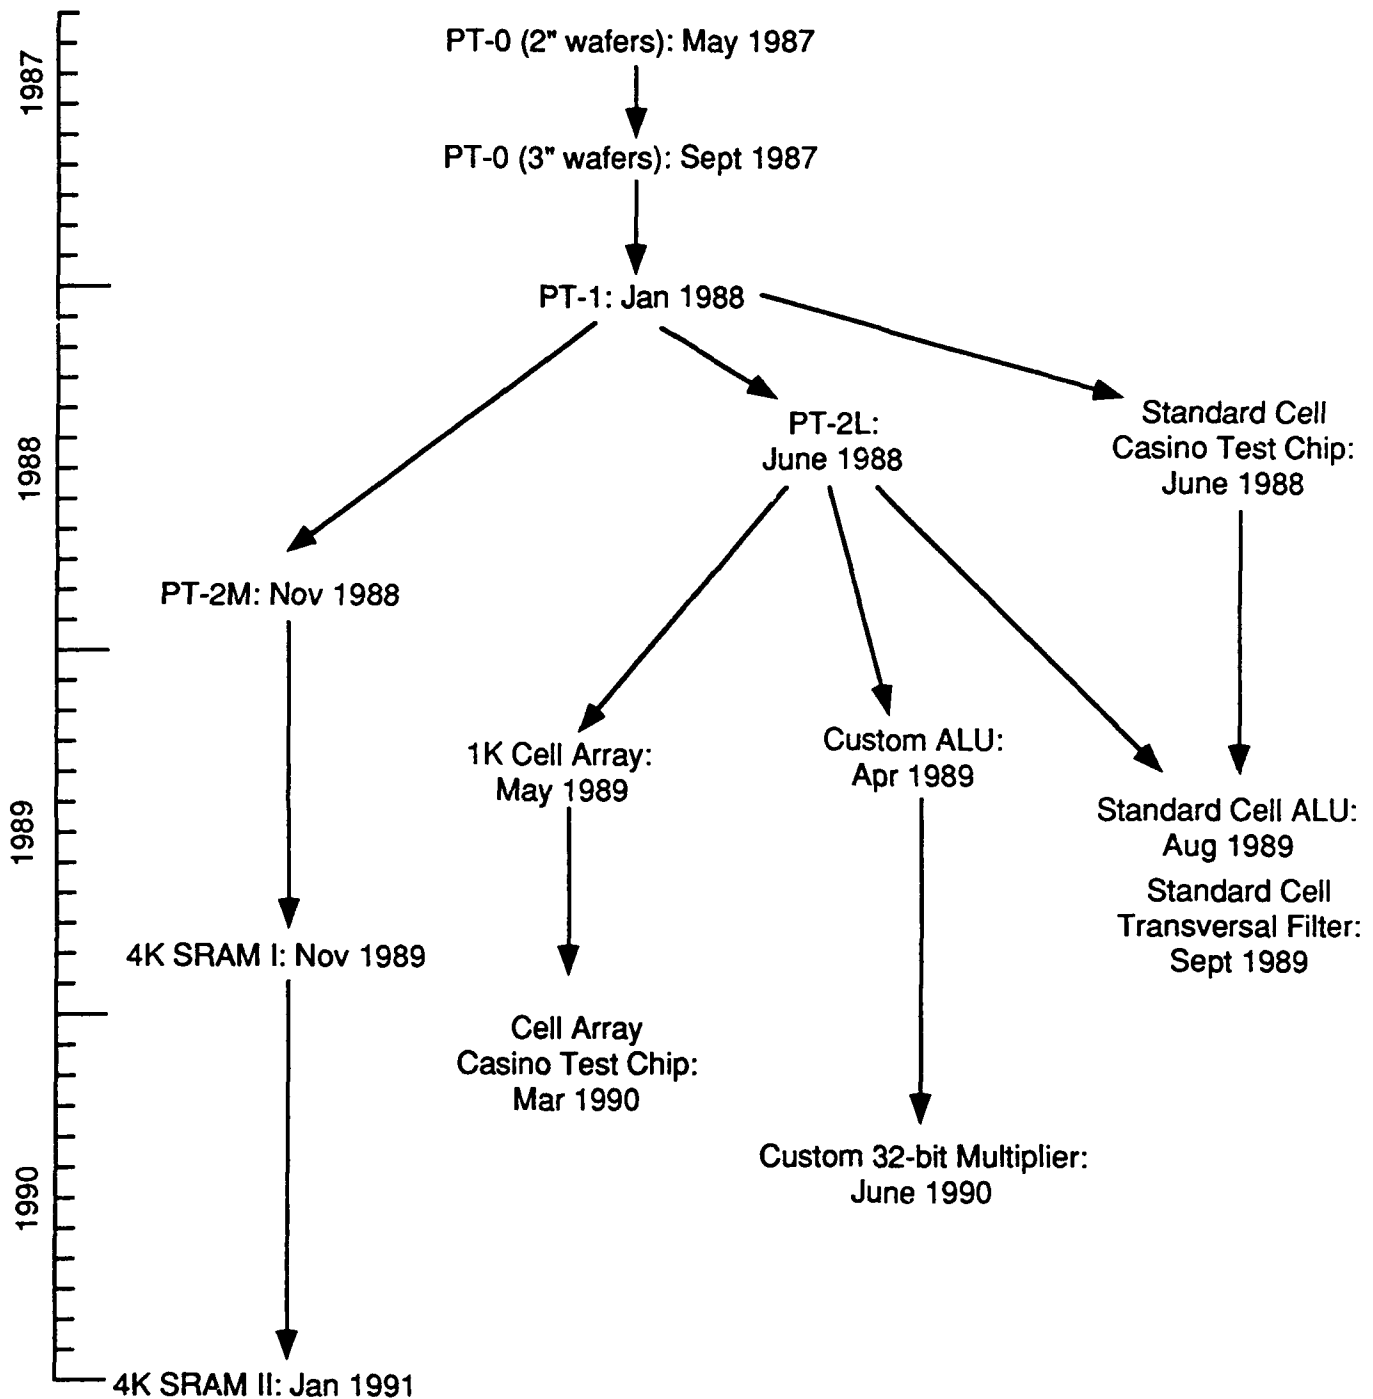 PT-0 (2" wafers): May 1987
1987
PT-0 (3" wafers): Sept 1987
PT-1: Jan 1988
PT-2L:
June 1988
Standard Cell
Casino Test Chip:
June 1988
1988
PT-2M: Nov 1988
1K Cell Array:
May 1989
Custom ALU:
Apr 1989
Standard Cell ALU:
Aug 1989
Standard Cell
Transversal Filter:
Sept 1989
1989
4K SRAM I: Nov 1989
Cell Array
Casino Test Chip:
Mar 1990
Custom 32-bit Multiplier:
June 1990
1990
4K SRAM II: Jan 1991